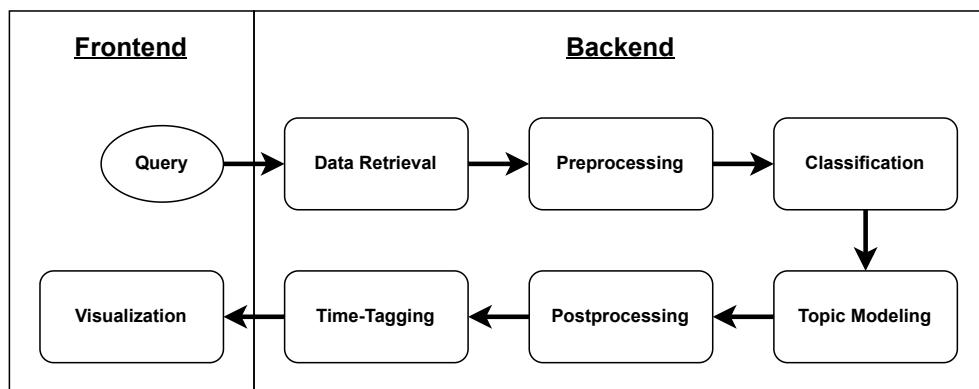 Frontend
Backend
Query
Data Retrieval
Preprocessing
Classification
Visualization
Time-Tagging
Postprocessing
Topic Modeling